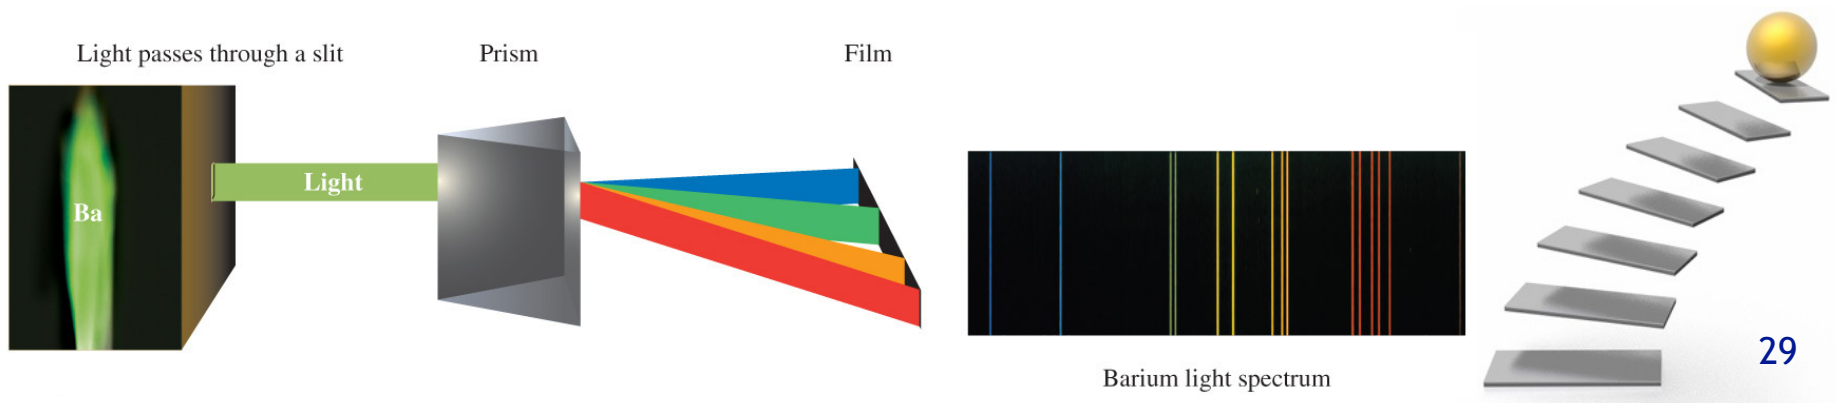 Light passes through a slit
Prism
Film
Ba
Light
Barium light spectrum
29